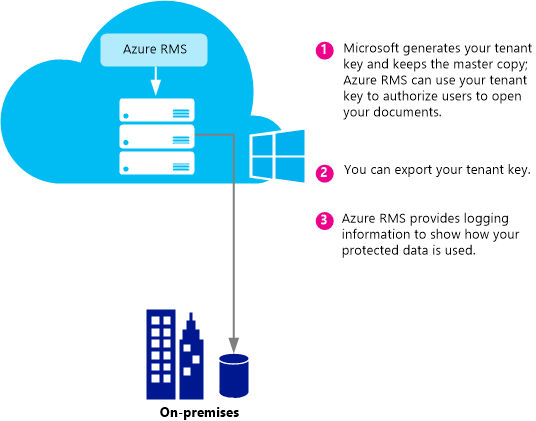 Azure RMS
1 Microsoft generates your tenant
key and keeps the master copy;
Azure RMS can use your tenant
key to authorize users to open
your documents.
2 You can export your tenant key.
3 Azure RMS provides logging
information to show how your
protected data is used.
On-premises